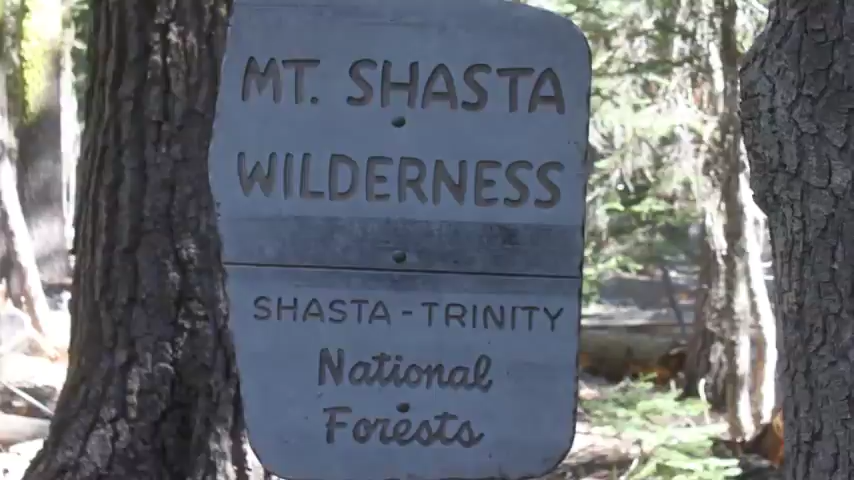 MT. SHASTA
WILDERNESS
SHASTA-TRINITY
National
Forests